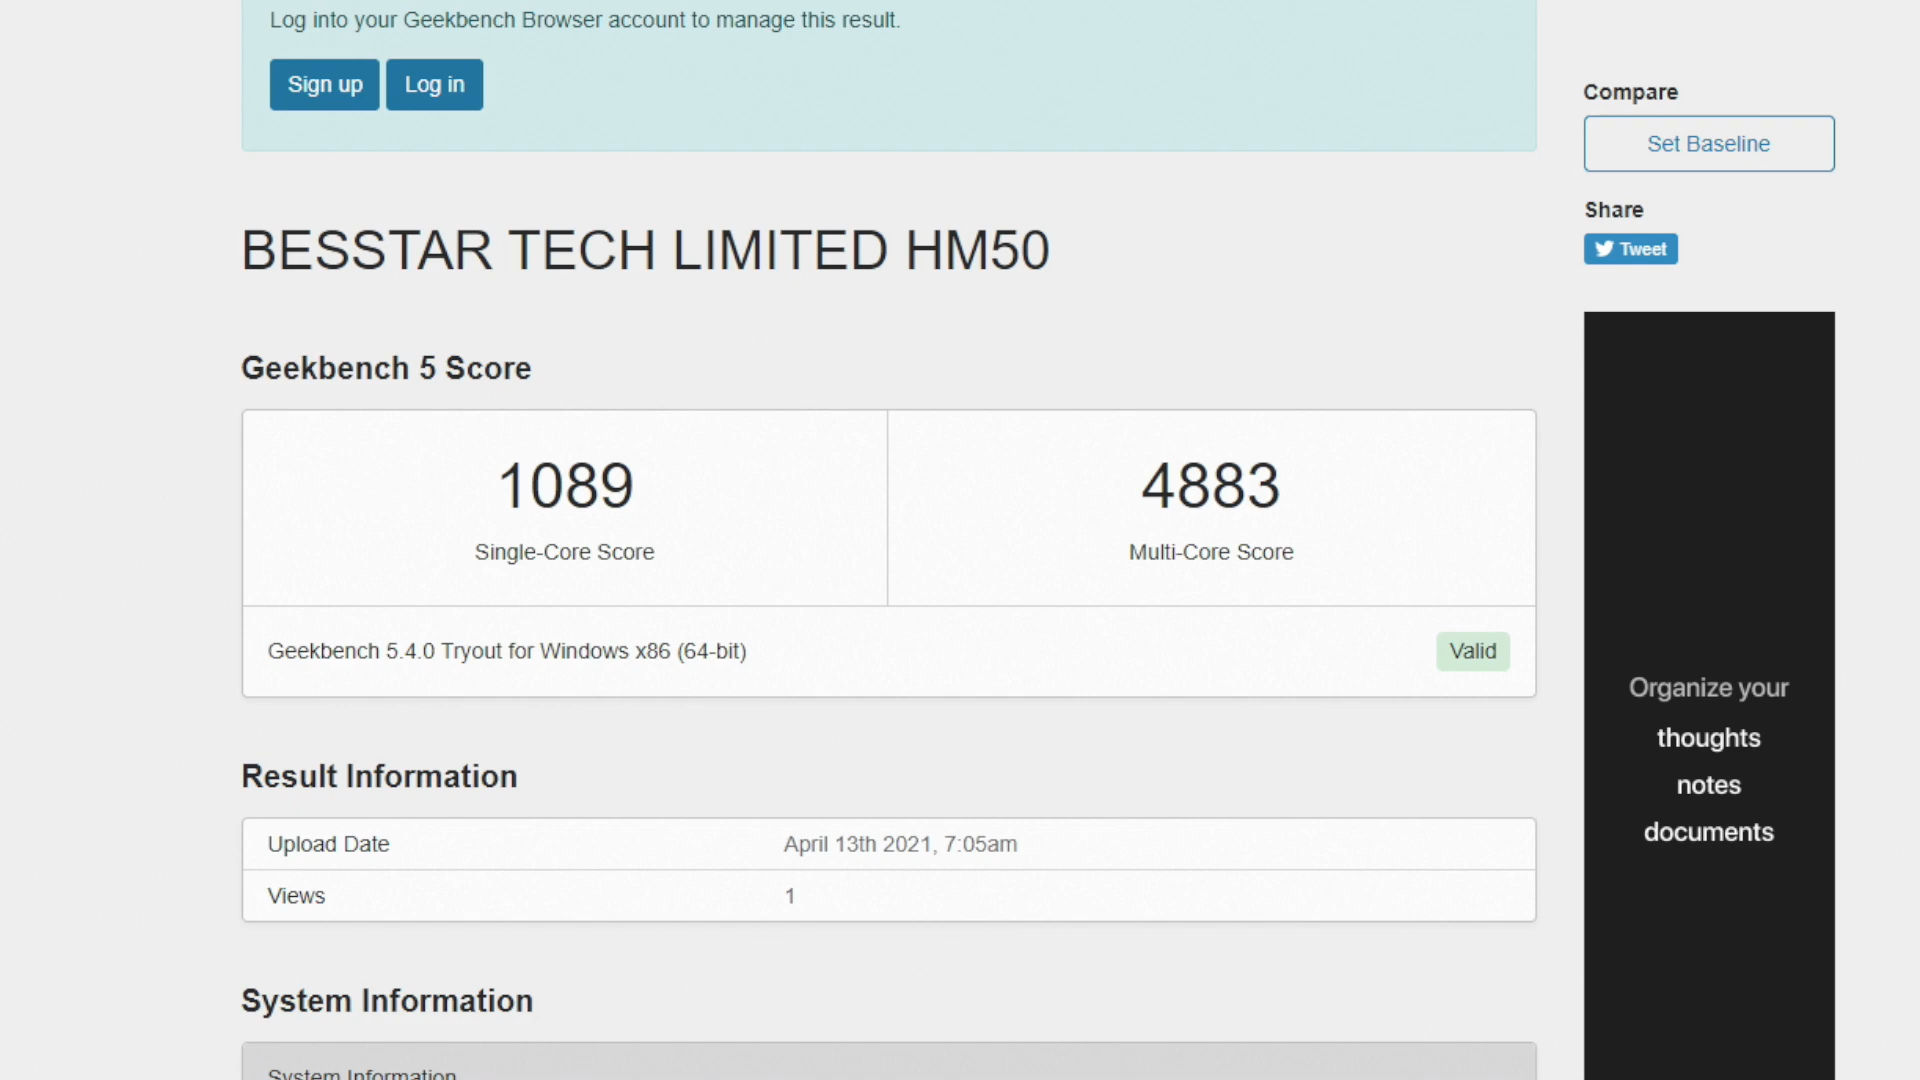 Log into your Geekbench Browser account to manage this result.
Sign up Log in
Compare
Set Baseline
Share
Tweet
BESSTAR TECH LIMITED HM50
Geekbench 5 Score
1089 4883
Single-Core Score Multi-Core Score
Geekbench 5.4.0 Tryout for Windows x86 (64-bit) Valid
Result Information
Upload Date April 13th 2021, 7:05am
Views 1
System Information
System Information
Organize your
thoughts
notes
documents